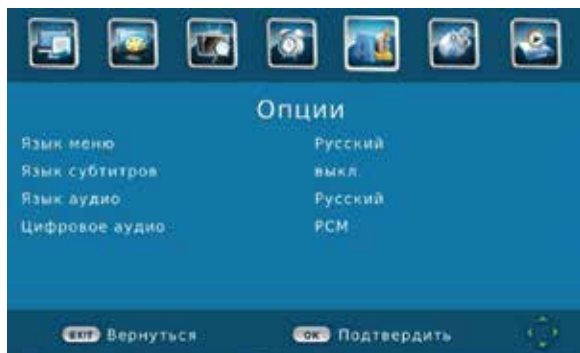 Опции
Язык меню Русский
Язык субтитров выкл.
Язык аудио Русский
Цифровое аудио PCM
EXIT Вернуться OK Подтвердить